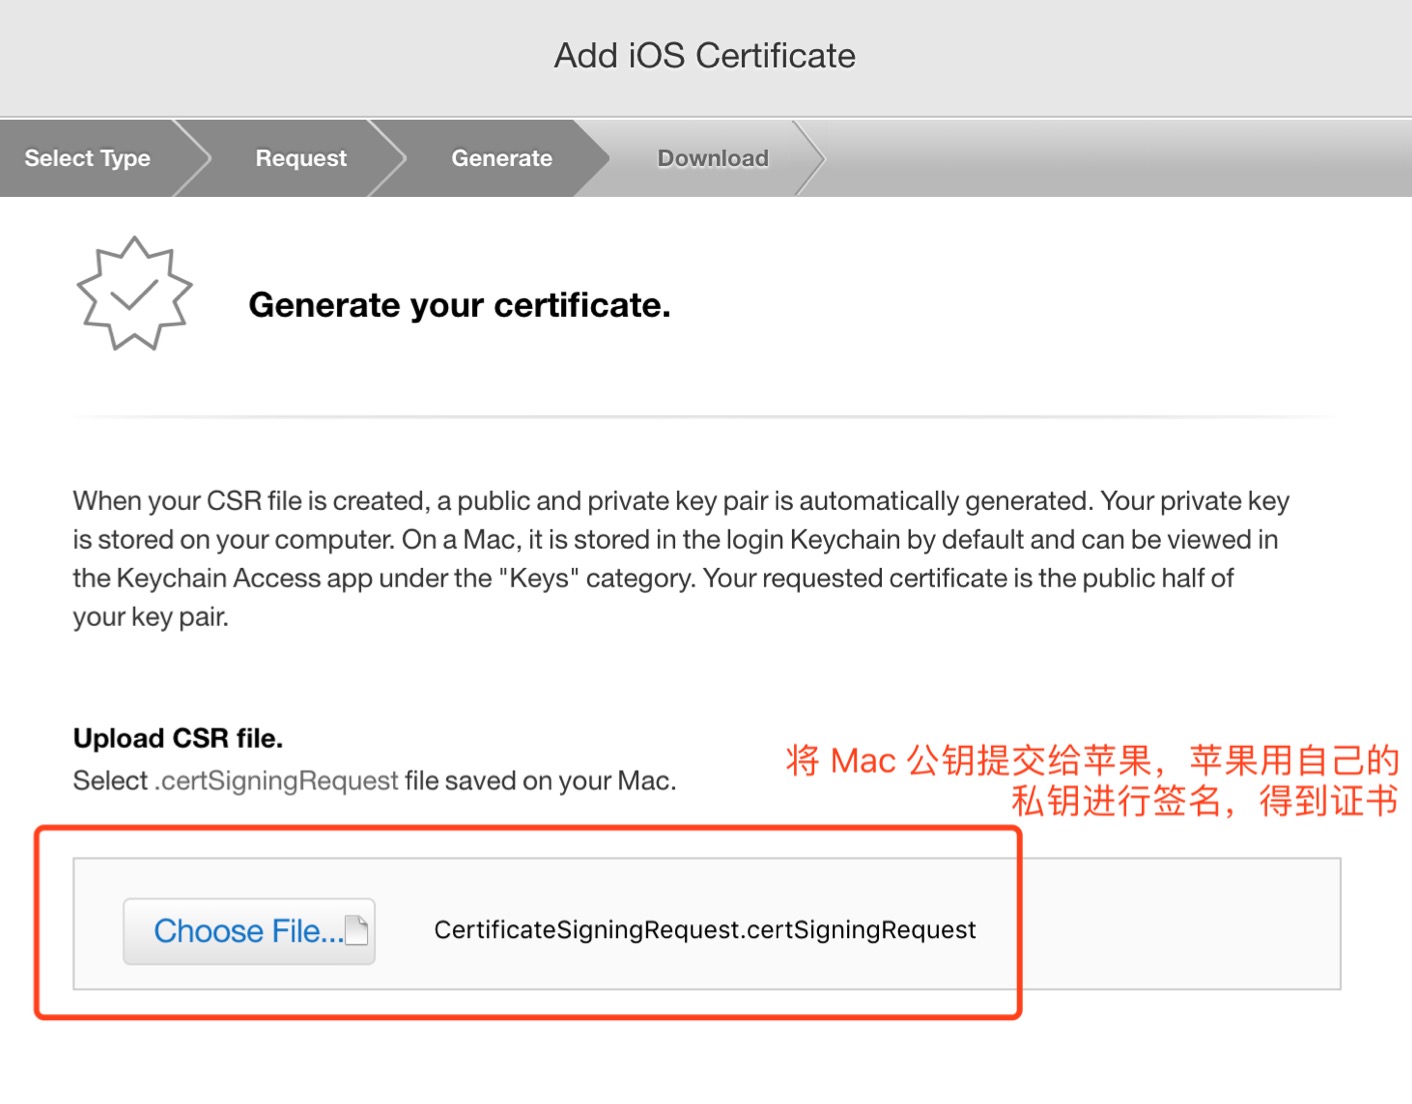 Add iOS Certificate
Select Type
Request
Generate
Download
Generate your certificate.
When your CSR file is created, a public and private key pair is automatically generated. Your private key
is stored on your computer. On a Mac, it is stored in the login Keychain by default and can be viewed in
the Keychain Access app under the "Keys" category. Your requested certificate is the public half of
your key pair.
Upload CSR file.
Select .certSigningRequest file saved on your Mac.
将 Mac 公钥提交给苹果，苹果用自己的
私钥进行签名，得到证书
Choose File...
CertificateSigningRequest.certSigningRequest